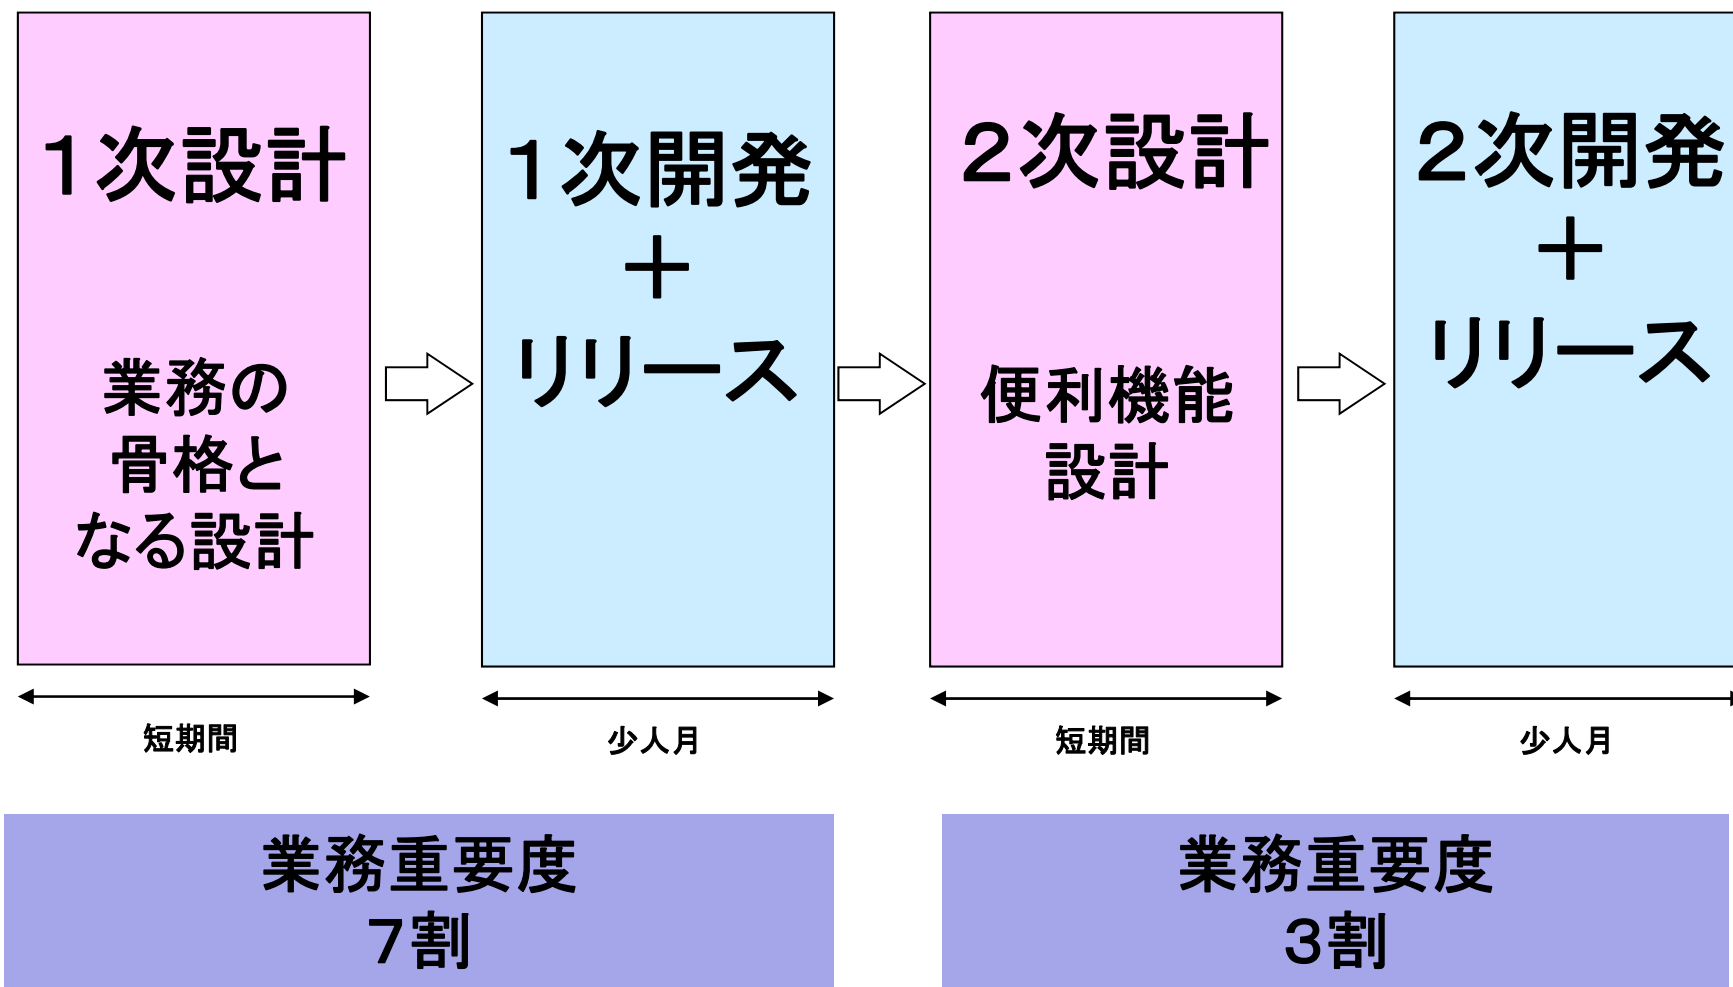 １次設計
業務の
骨格と
なる設計
１次開発
＋
リリース
２次設計
便利機能
設計
２次開発
＋
リリース
短期間
少人月
短期間
少人月
業務重要度
７割
業務重要度
３割